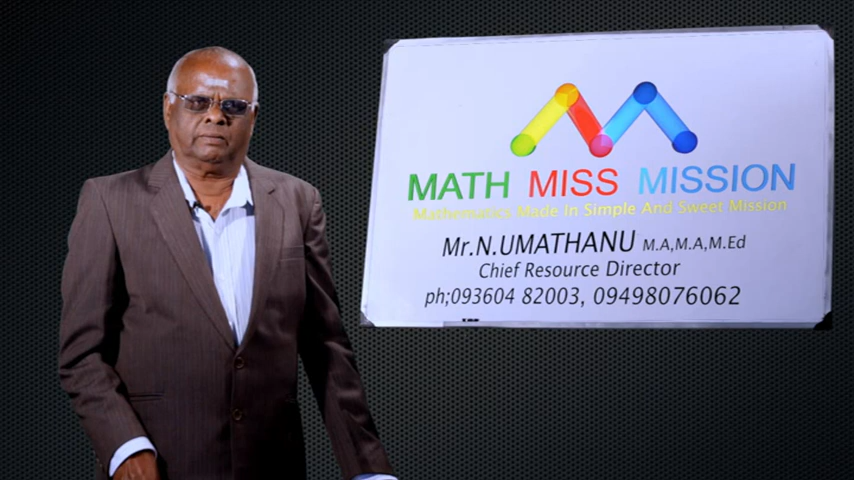 MATH MISS MISSION
Mathematics Made In Simple And Sweet Mission
Mr.N.UMATHANU M.A,M.A,M.Ed
Chief Resource Director
ph;093604 82003, 09498076062